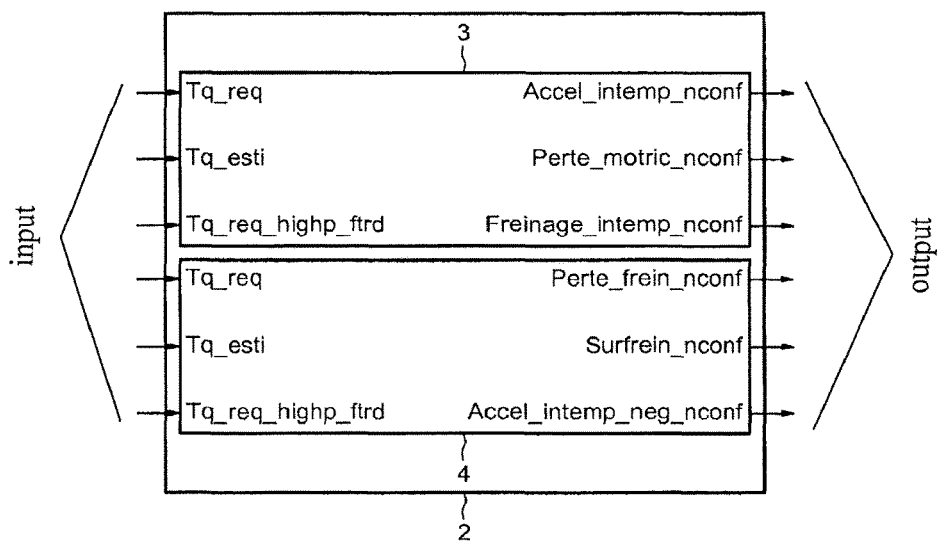 3
Tq_req Accel_intemp_nconf
Tq_esti Perte_motric_nconf
Tq_req_highp_ftrd Freinage_intemp_nconf
input
output
Tq_req Perte_frein_nconf
Tq_esti Surfrein_nconf
Tq_req_highp_ftrd Accel_intemp_neg_nconf
4
2